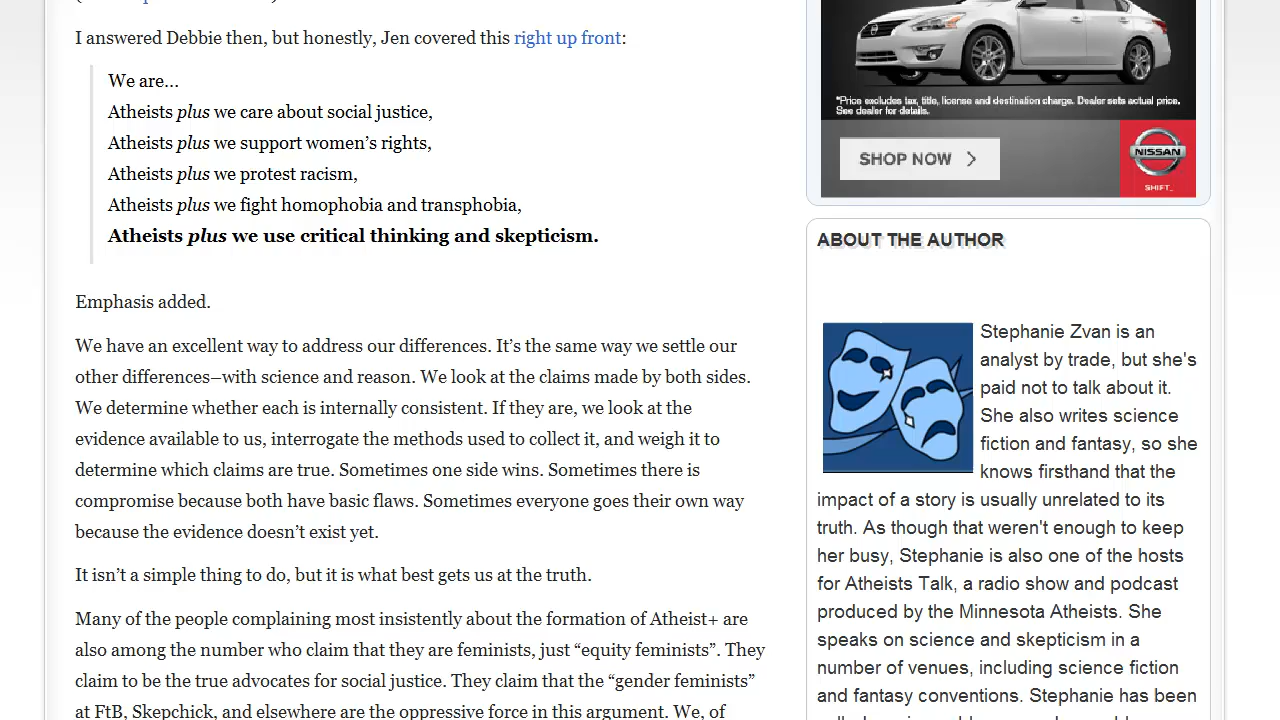 I answered Debbie then, but honestly, Jen covered this right up front:
We are…
Atheists plus we care about social justice,
Atheists plus we support women’s rights,
Atheists plus we protest racism,
Atheists plus we fight homophobia and transphobia,
Atheists plus we use critical thinking and skepticism.
Emphasis added.
We have an excellent way to address our differences. It’s the same way we settle our
other differences–with science and reason. We look at the claims made by both sides.
We determine whether each is internally consistent. If they are, we look at the
evidence available to us, interrogate the methods used to collect it, and weigh it to
determine which claims are true. Sometimes one side wins. Sometimes there is
compromise because both have basic flaws. Sometimes everyone goes their own way
because the evidence doesn’t exist yet.
It isn’t a simple thing to do, but it is what best gets us at the truth.
Many of the people complaining most insistently about the formation of Atheist+ are
also among the number who claim that they are feminists, just “equity feminists”. They
claim to be the true advocates for social justice. They claim that the “gender feminists”
at FtB, Skepchick, and elsewhere are the oppressive force in this argument. We, of
*Price excludes tax, title, license and destination charge. Dealer sets actual price.
See dealer for details.
SHOP NOW
NISSAN
SHIFT_
ABOUT THE AUTHOR
Stephanie Zvan is an
analyst by trade, but she's
paid not to talk about it.
She also writes science
fiction and fantasy, so she
knows firsthand that the
impact of a story is usually unrelated to its
truth. As though that weren't enough to keep
her busy, Stephanie is also one of the hosts
for Atheists Talk, a radio show and podcast
produced by the Minnesota Atheists. She
speaks on science and skepticism in a
number of venues, including science fiction
and fantasy conventions. Stephanie has been